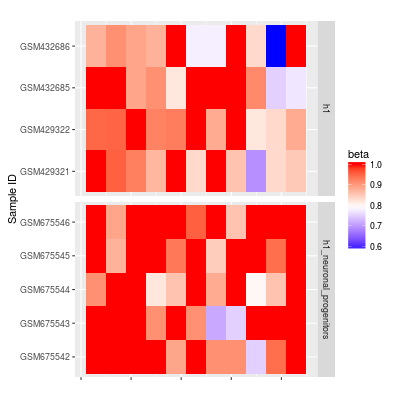 GSM432686
GSM432685
GSM429322
GSM429321
h1
GSM675546
GSM675545
GSM675544
GSM675543
GSM675542
h1_neuronal_progenitors
Sample ID
beta
1.0
0.9
0.8
0.7
0.6